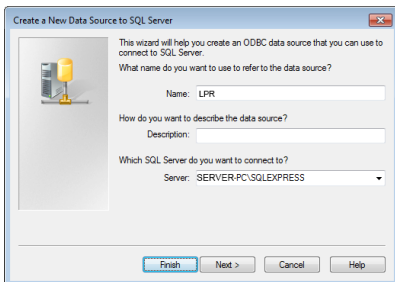 Create a New Data Source to SQL Server
This wizard will help you create an ODBC data source that you can use to
connect to SQL Server.
What name do you want to use to refer to the data source?
Name: LPR
How do you want to describe the data source?
Description:
Which SQL Server do you want to connect to?
Server: SERVER-PC\SQLEXPRESS
Finish Next > Cancel Help